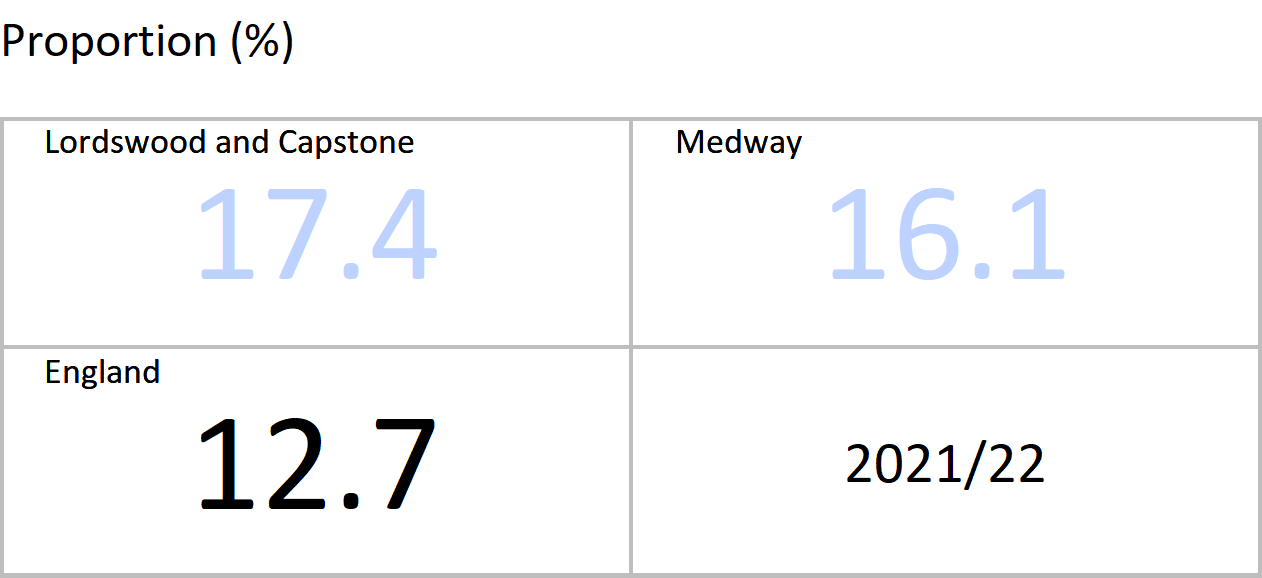 Proportion (%)
Lordswood and Capstone
17.4
Medway
16.1
England
12.7
2021/22